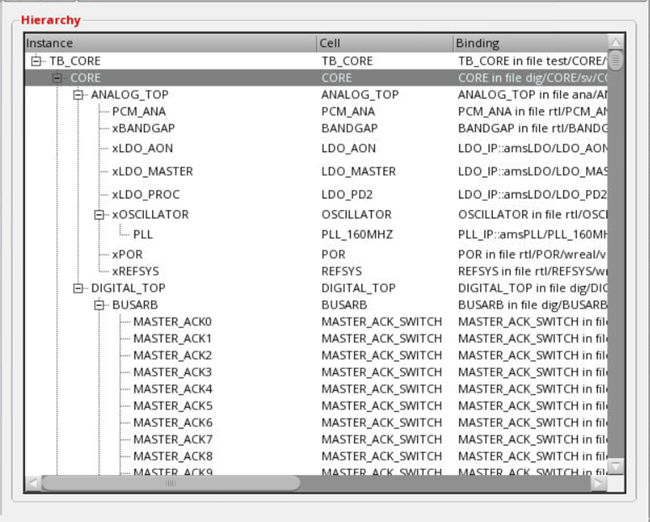 Hierarchy
Instance Cell Binding
TB_CORE TB_CORE TB_CORE in file test/CORE/
CORE CORE CORE in file dig/CORE/sv/CO
ANALOG_TOP ANALOG_TOP ANALOG_TOP in file ana/AN
PCM_ANA PCM_ANA PCM_ANA in file rtl/PCM_AN
xBANDGAP BANDGAP BANDGAP in file rtl/BANDG
xLDO_AON LDO_AON LDO_IP::amsLDO/LDO_AON
xLDO_MASTER LDO_MASTER LDO_IP::amsLDO/LDO_MAS
xLDO_PROC LDO_PD2 LDO_IP::amsLDO/LDO_PD2
xOSCILLATOR OSCILLATOR OSCILLATOR in file rtl/OSCI
PLL PLL_160MHZ PLL_IP::amsPLL/PLL_160MH
xPOR POR POR in file rtl/POR/wreal/v
xREFSYS REFSYS REFSYS in file rtl/REFSYS/wr
DIGITAL_TOP DIGITAL_TOP DIGITAL_TOP in file dig/DIG
BUSARB BUSARB BUSARB in file dig/BUSARB
MASTER_ACK0 MASTER_ACK_SWITCH MASTER_ACK_SWITCH in file
MASTER_ACK1 MASTER_ACK_SWITCH MASTER_ACK_SWITCH in file
MASTER_ACK2 MASTER_ACK_SWITCH MASTER_ACK_SWITCH in file
MASTER_ACK3 MASTER_ACK_SWITCH MASTER_ACK_SWITCH in file
MASTER_ACK4 MASTER_ACK_SWITCH MASTER_ACK_SWITCH in file
MASTER_ACK5 MASTER_ACK_SWITCH MASTER_ACK_SWITCH in file
MASTER_ACK6 MASTER_ACK_SWITCH MASTER_ACK_SWITCH in file
MASTER_ACK7 MASTER_ACK_SWITCH MASTER_ACK_SWITCH in file
MASTER_ACK8 MASTER_ACK_SWITCH MASTER_ACK_SWITCH in file
MASTER_ACK9 MASTER_ACK_SWITCH MASTER_ACK_SWITCH in file